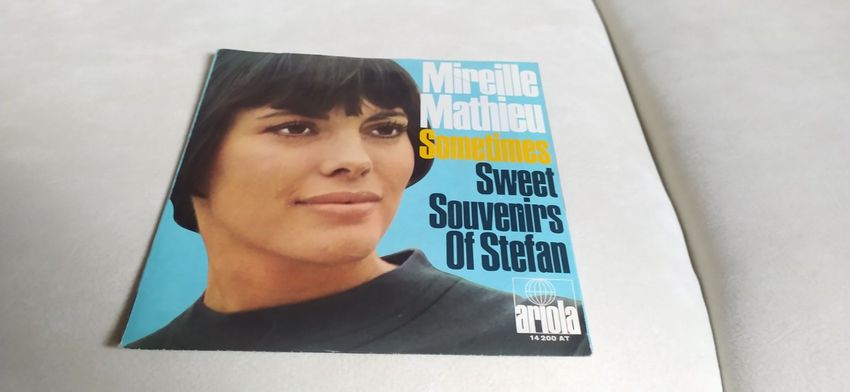 Mireille
Mathieu
Sometimes
Sweet
Souvenirs
Of Stefan
ariola
14 200 AT